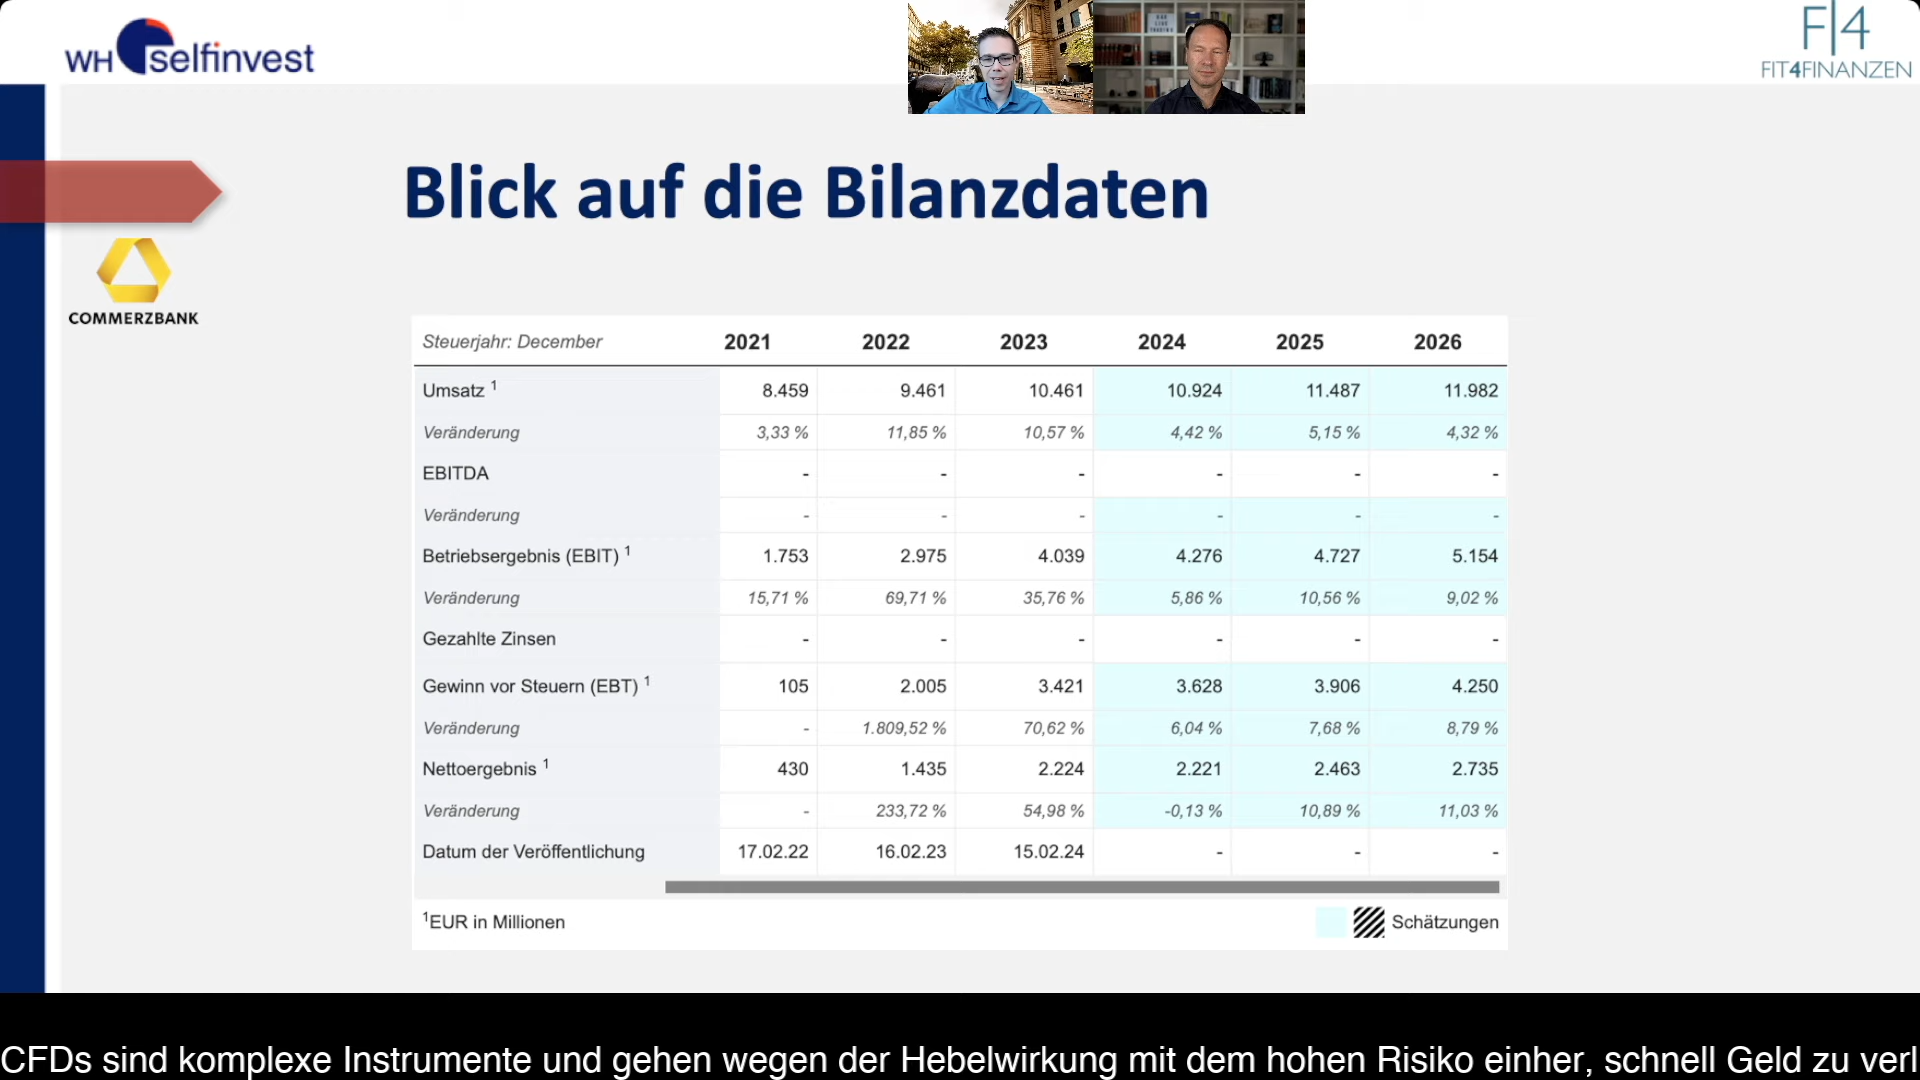 WH selfinvest
F|4
FIT4FINANZEN
Blick auf die Bilanzdaten
COMMERZBANK
Steuerjahr: December 2021 2022 2023 2024 2025 2026
Umsatz ¹ 8.459 9.461 10.461 10.924 11.487 11.982
Veränderung 3,33 % 11,85 % 10,57 % 4,42 % 5,15 % 4,32 %
EBITDA - - - - - -
Veränderung - - - - - -
Betriebsergebnis (EBIT) ¹ 1.753 2.975 4.039 4.276 4.727 5.154
Veränderung 15,71 % 69,71 % 35,76 % 5,86 % 10,56 % 9,02 %
Gezahlte Zinsen - - - - - -
Gewinn vor Steuern (EBT) ¹ 105 2.005 3.421 3.628 3.906 4.250
Veränderung - 1.809,52 % 70,62 % 6,04 % 7,68 % 8,79 %
Nettoergebnis ¹ 430 1.435 2.224 2.221 2.463 2.735
Veränderung - 233,72 % 54,98 % -0,13 % 10,89 % 11,03 %
Datum der Veröffentlichung 17.02.22 16.02.23 15.02.24 - - -
¹EUR in Millionen Schätzungen
CFDs sind komplexe Instrumente und gehen wegen der Hebelwirkung mit dem hohen Risiko einher, schnell Geld zu verl